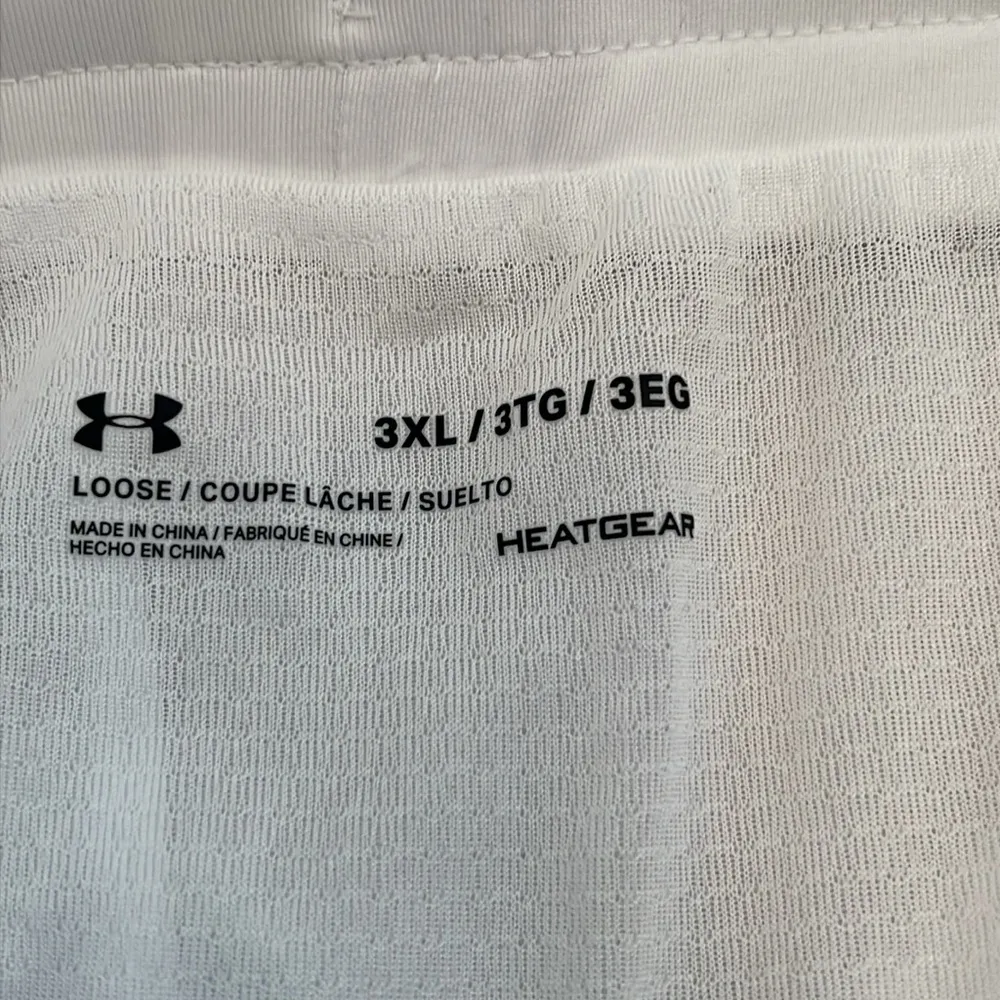 3XL / 3TG / 3EG
LOOSE / COUPE LÂCHE / SUELTO
MADE IN CHINA / FABRIQUÉ EN CHINE /
HECHO EN CHINA
HEATGEAR